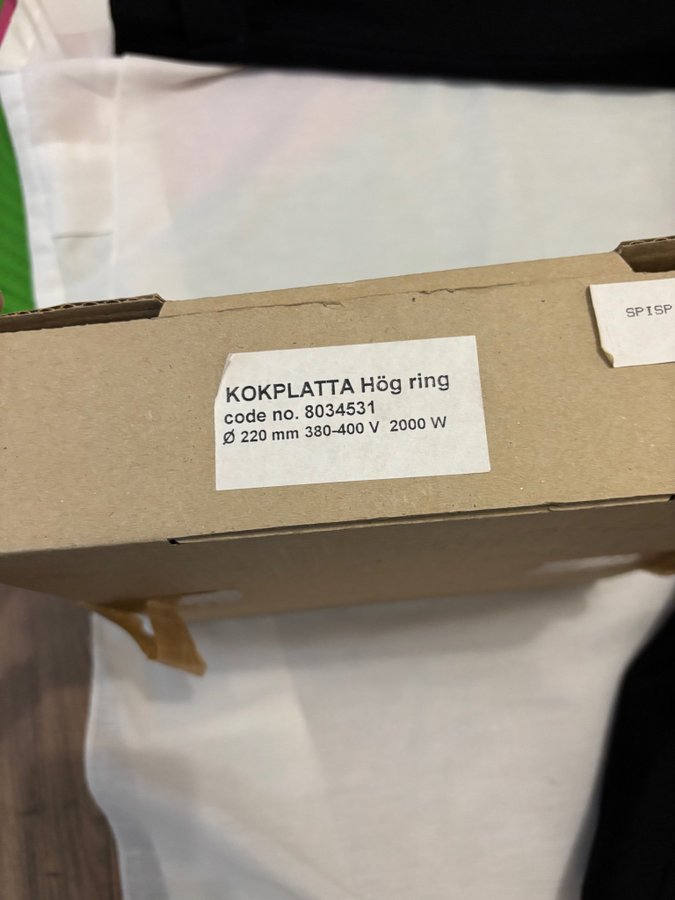 KOKPLATTA Hög ring
code no. 8034531
Ø 220 mm 380-400 V 2000 W
SPISP